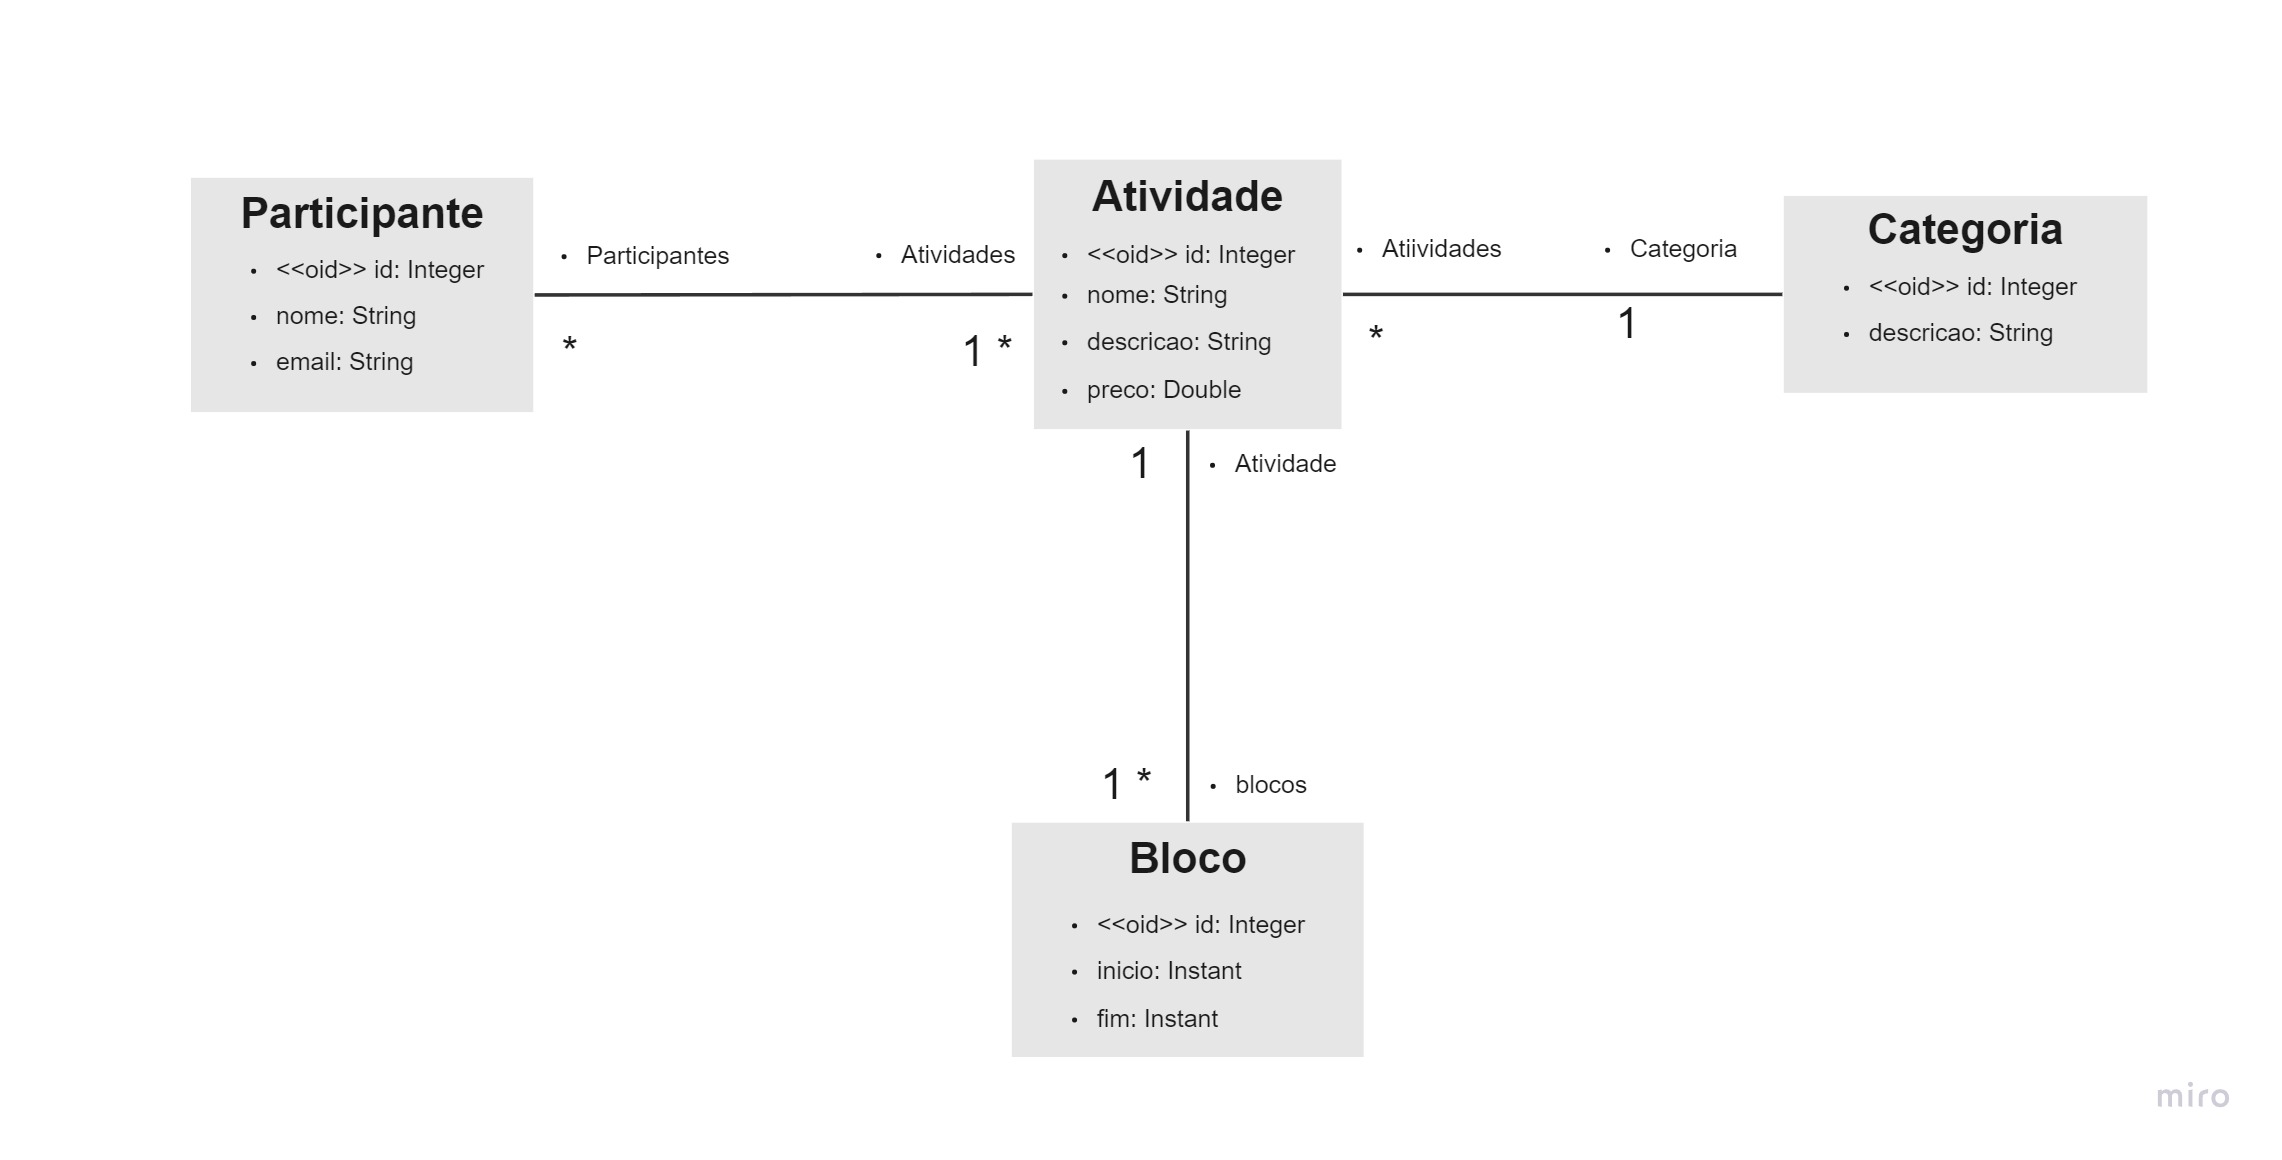 Participante
<<oid>> id: Integer
nome: String
email: String
Participantes
*
Atividades
1 *
Atividade
<<oid>> id: Integer
nome: String
descricao: String
preco: Double
Atiividades
*
Categoria
1
Categoria
<<oid>> id: Integer
descricao: String
1
Atividade
1 *
blocos
Bloco
<<oid>> id: Integer
inicio: Instant
fim: Instant
miro